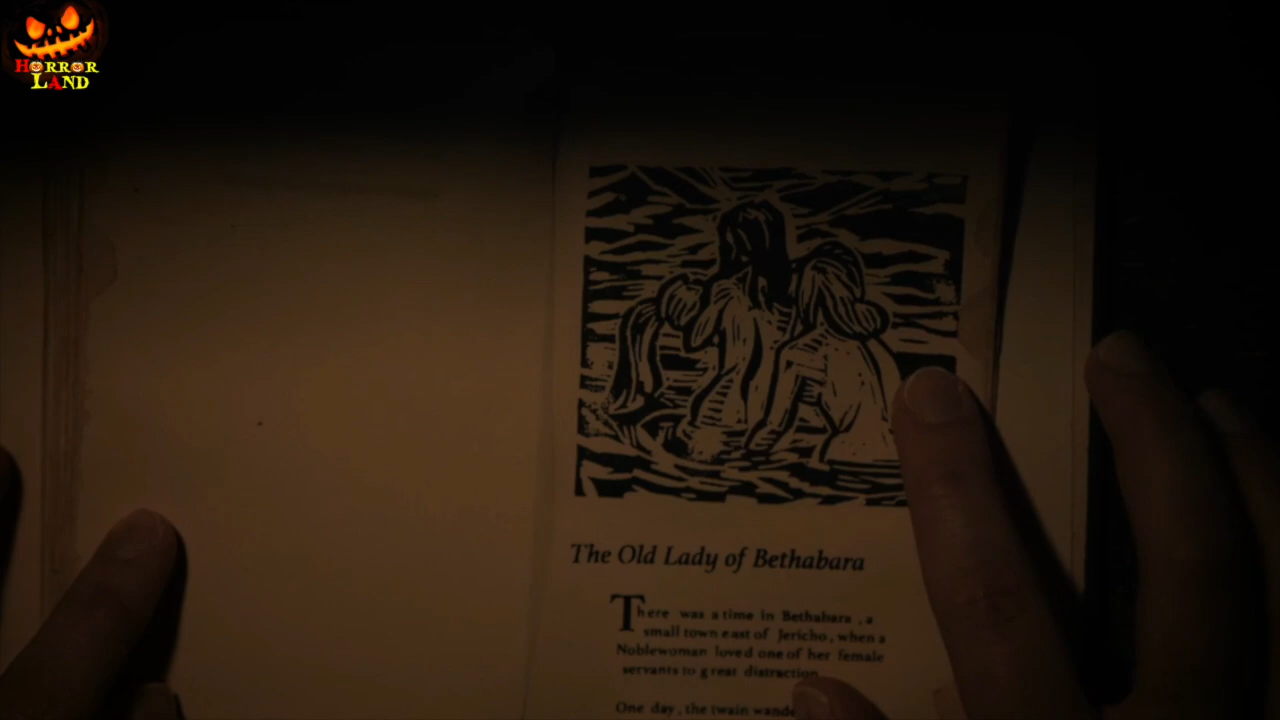 HORROR
LAND
The Old Lady of Bethabara
There was a time in Bethabara , a
small town east of Jericho, when a
Noblewoman loved one of her female
servants to great distraction
One day, the twain wande